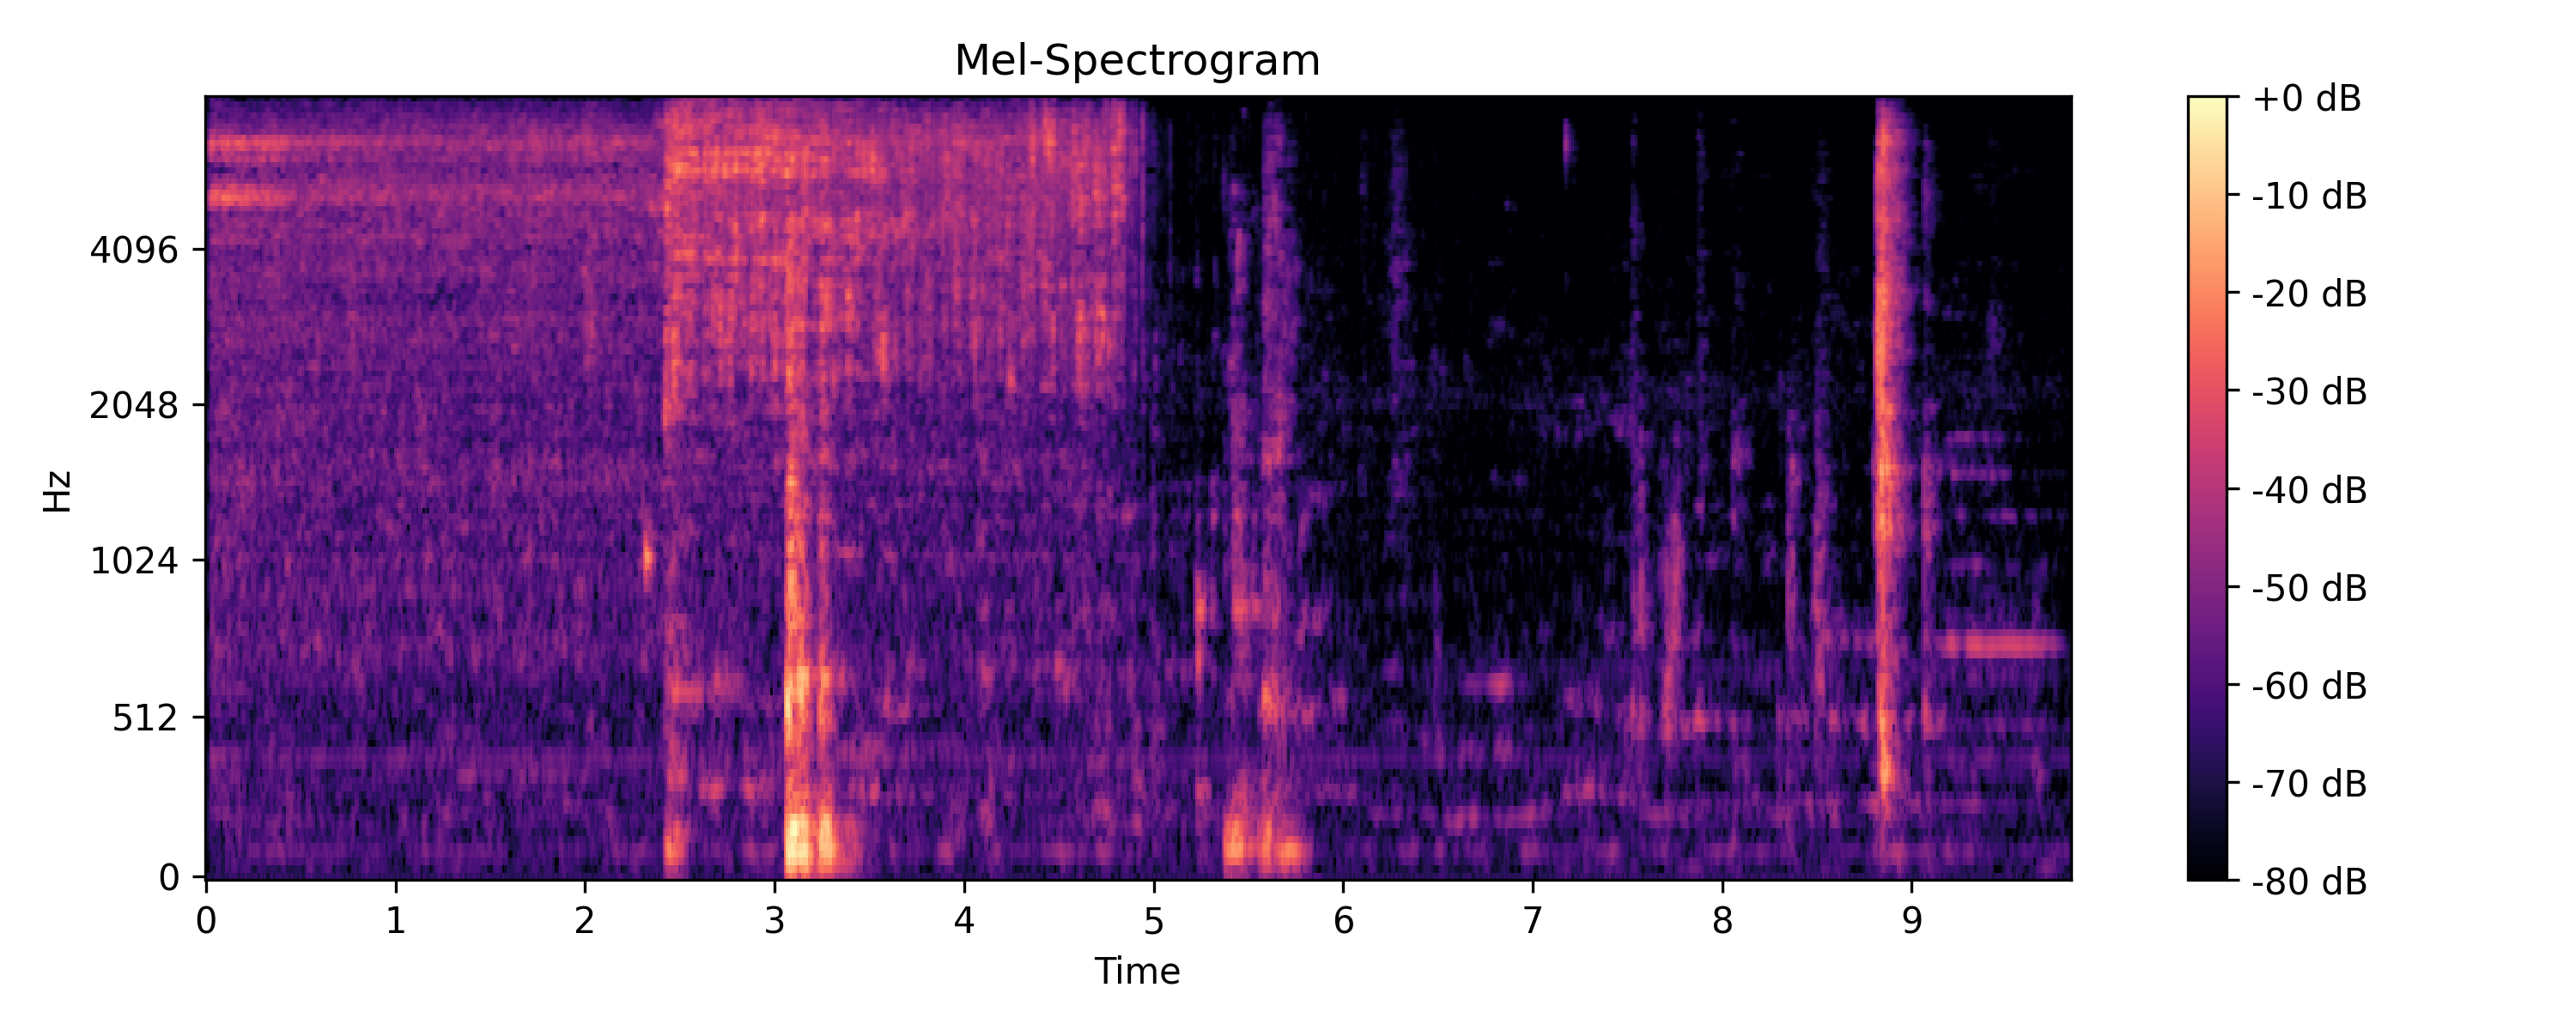 Mel-Spectrogram
Hz
4096
2048
1024
512
0
0 1 2 3 4 5 6 7 8 9
Time
+0 dB
-10 dB
-20 dB
-30 dB
-40 dB
-50 dB
-60 dB
-70 dB
-80 dB